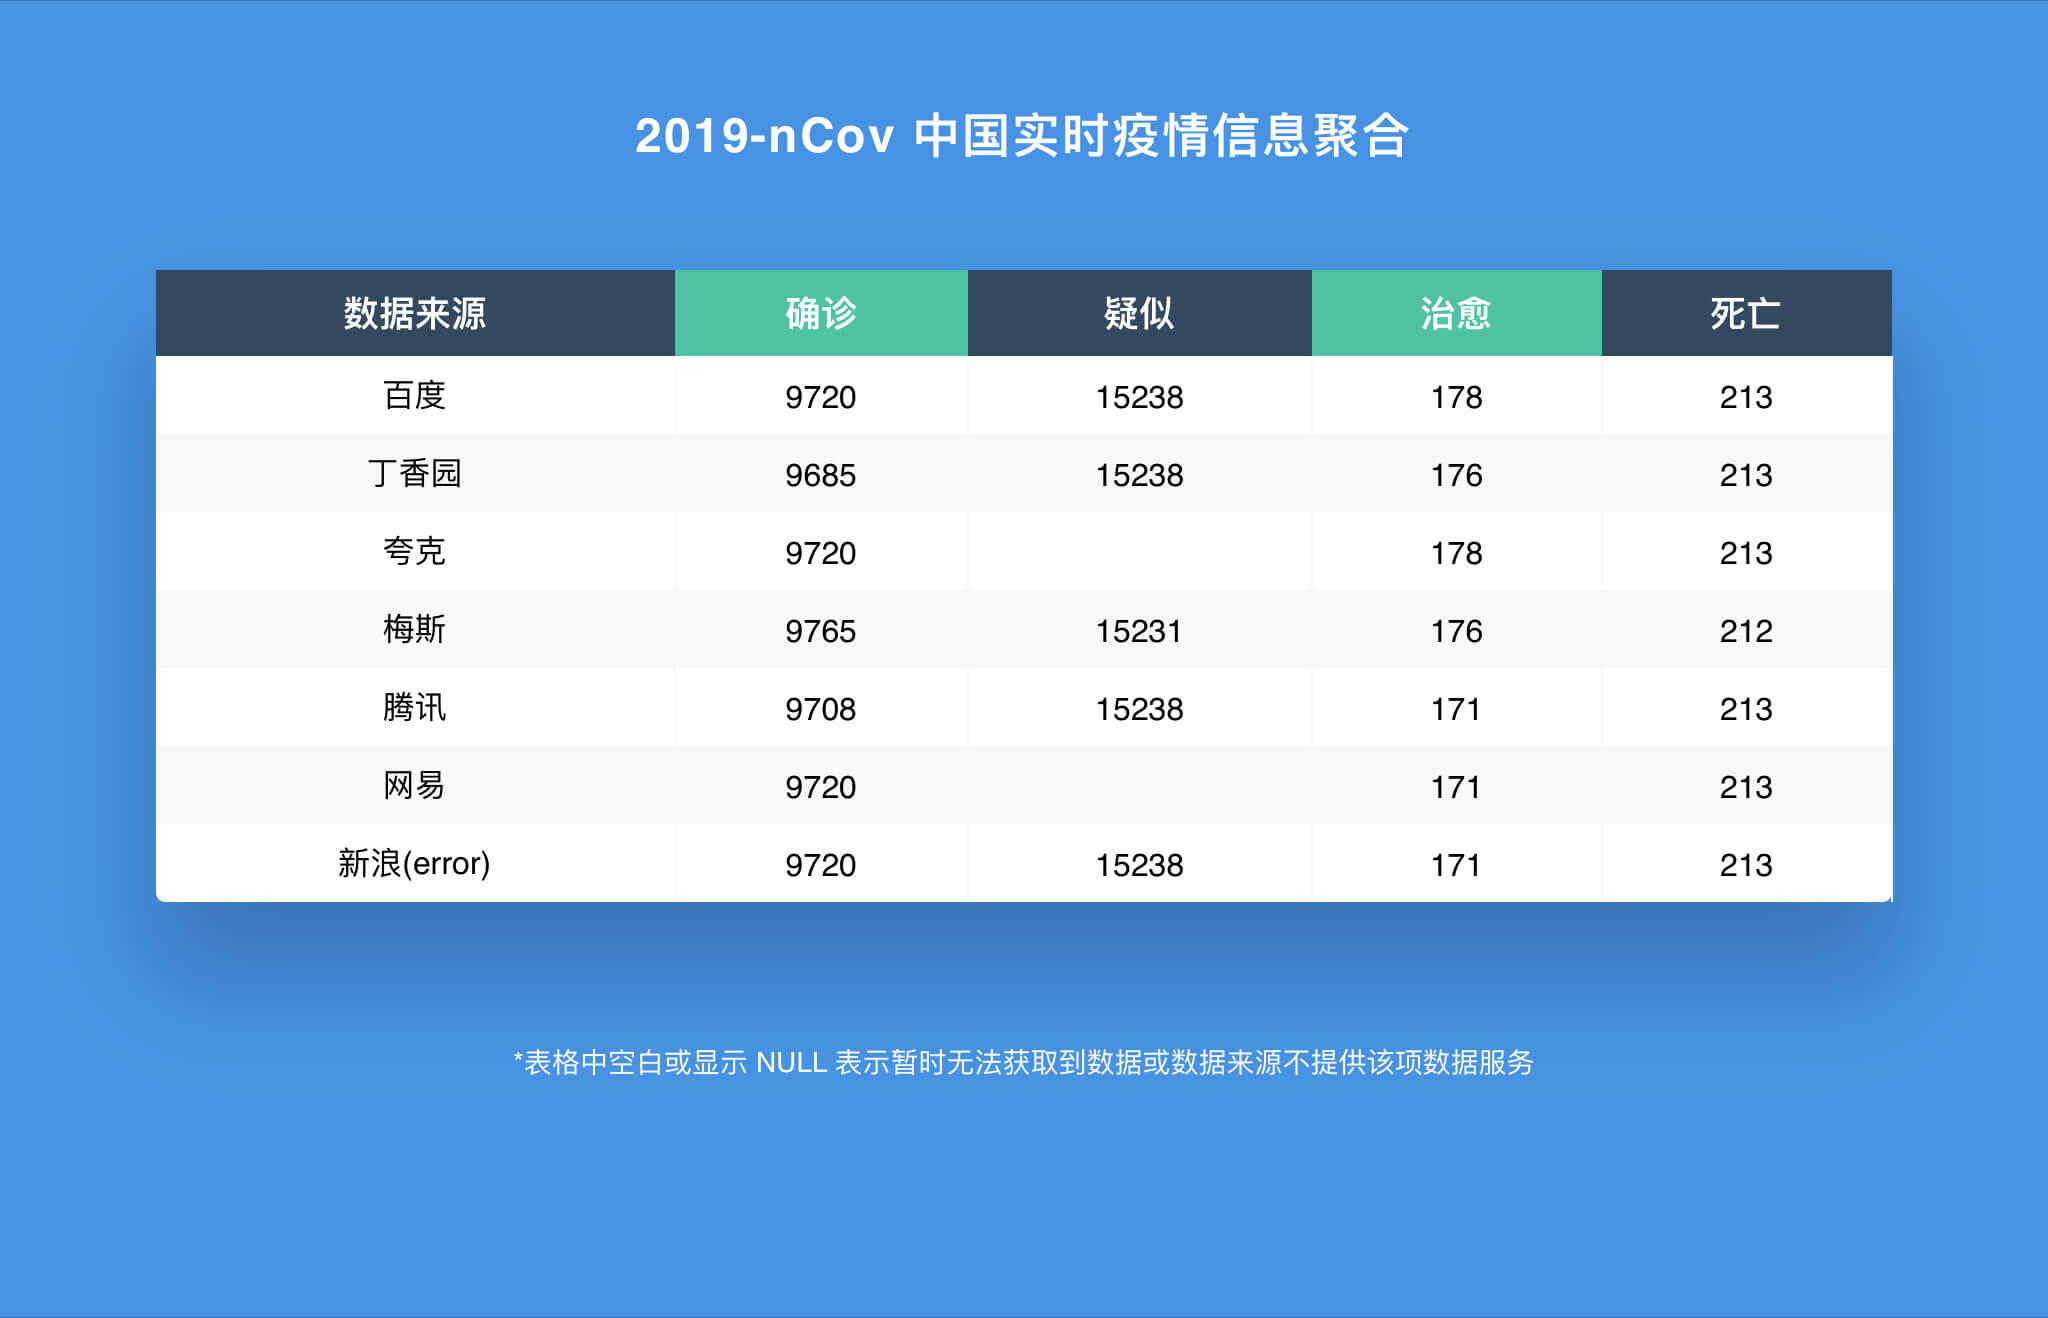 2019-nCov 中国实时疫情信息聚合
数据来源 确诊 疑似 治愈 死亡
百度 9720 15238 178 213
丁香园 9685 15238 176 213
夸克 9720 178 213
梅斯 9765 15231 176 212
腾讯 9708 15238 171 213
网易 9720 171 213
新浪(error) 9720 15238 171 213
*表格中空白或显示 NULL 表示暂时无法获取到数据或数据来源不提供该项数据服务